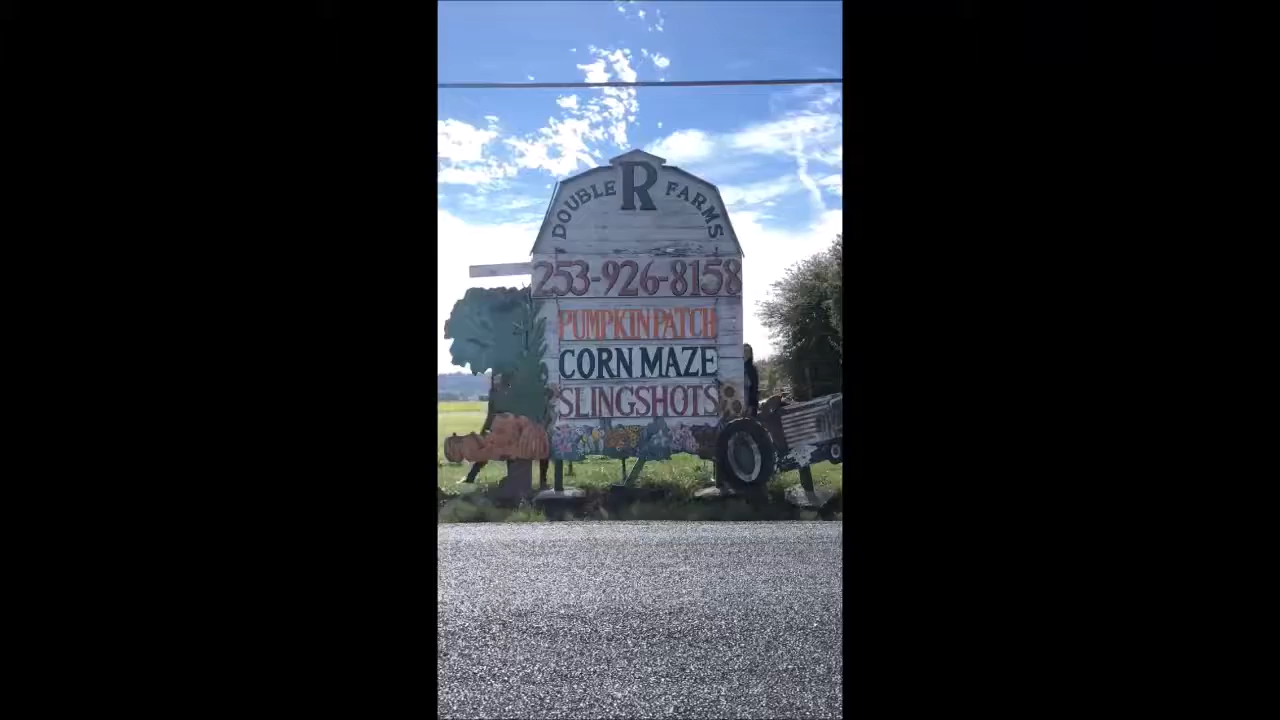 DOUBLE R FARMS
253-926-8158
PUMPKIN PATCH
CORN MAZE
SLINGSHOTS